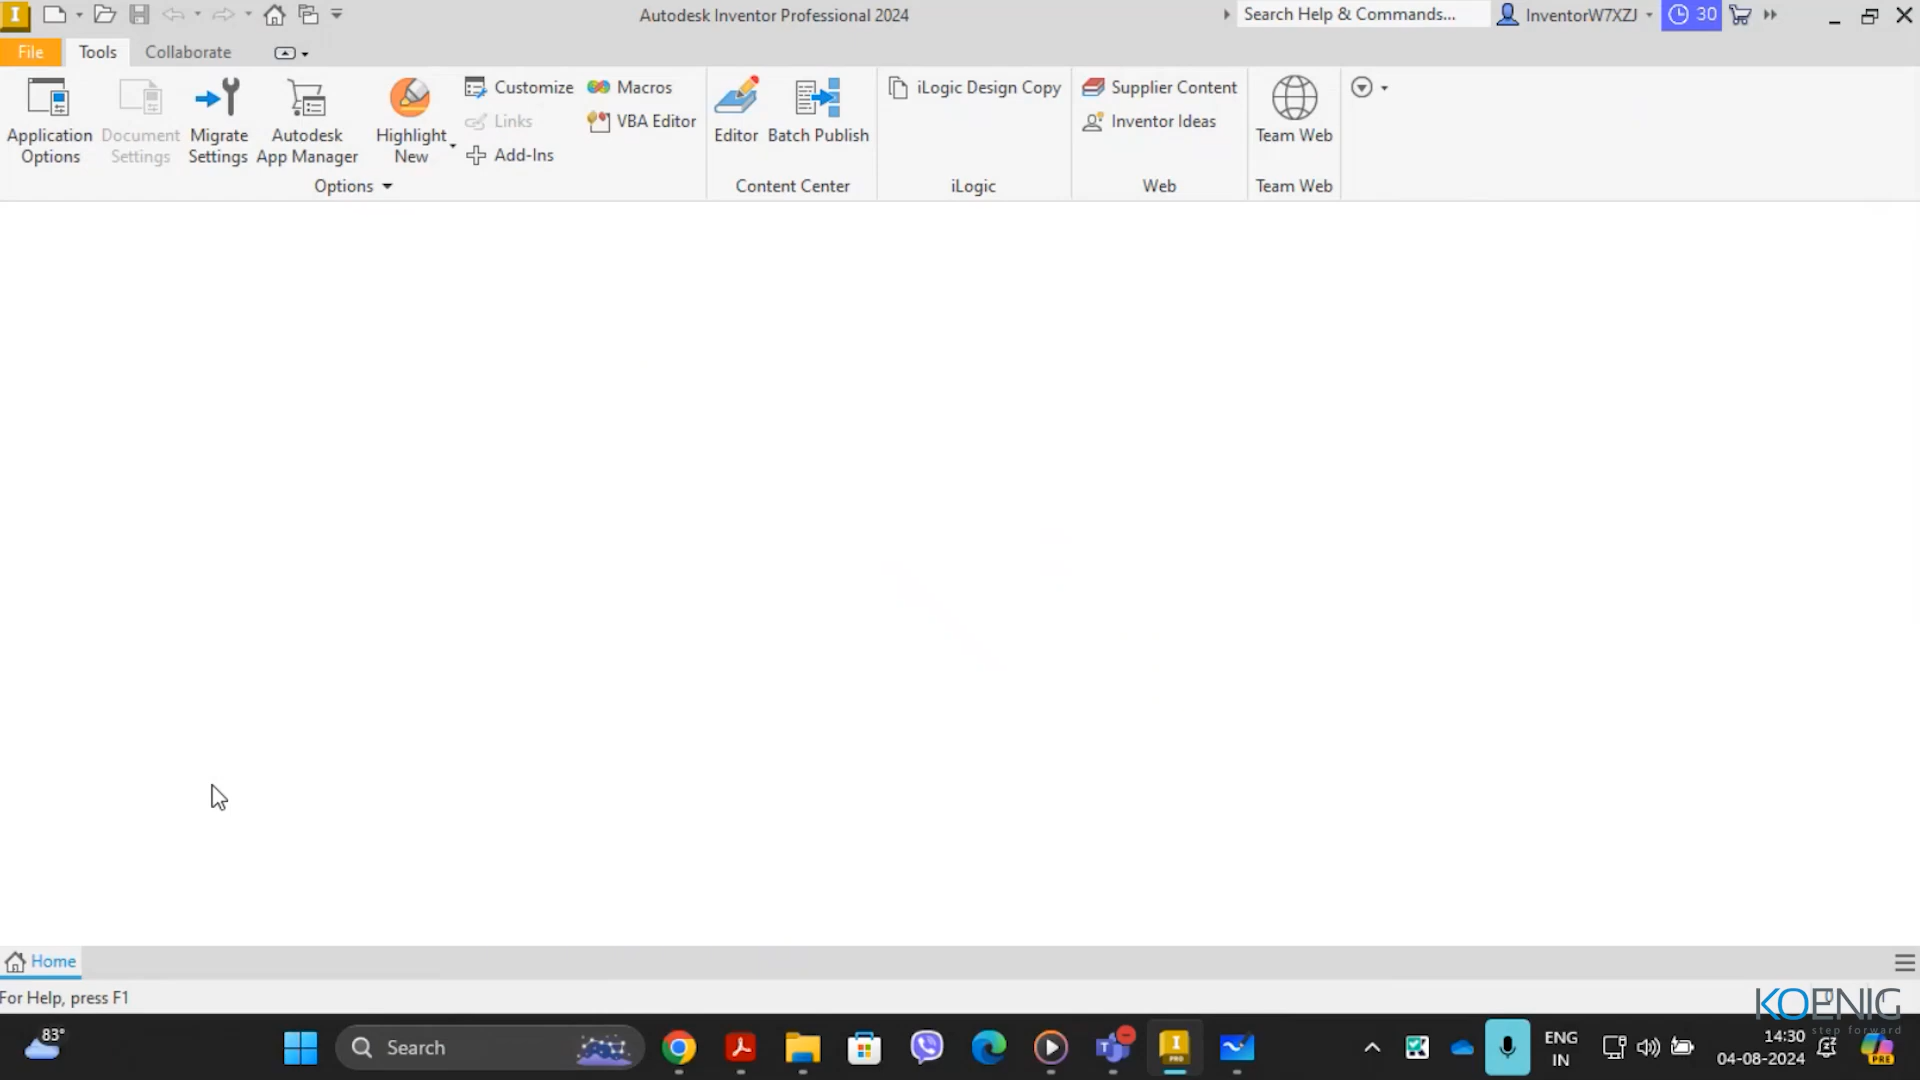 I
Autodesk Inventor Professional 2024
Search Help & Commands...
InventorW7XZJ
30
File
Tools
Collaborate
Application Options
Document Settings
Migrate Settings
Autodesk App Manager
Highlight New
Customize
Links
Add-Ins
Macros
VBA Editor
Editor
Batch Publish
iLogic Design Copy
Supplier Content
Inventor Ideas
Team Web
Options
Content Center
iLogic
Web
Team Web
Home
For Help, press F1
KOENIG
step forward
83°
Search
I
PRO
ENG
IN
14:30
04-08-2024
PRE